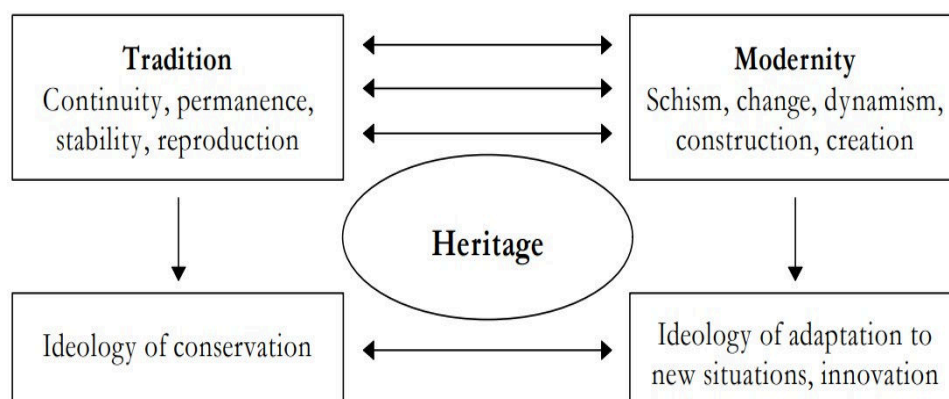 Tradition
Continuity, permanence,
stability, reproduction
Modernity
Schism, change, dynamism,
construction, creation
Heritage
Ideology of conservation
Ideology of adaptation to
new situations, innovation